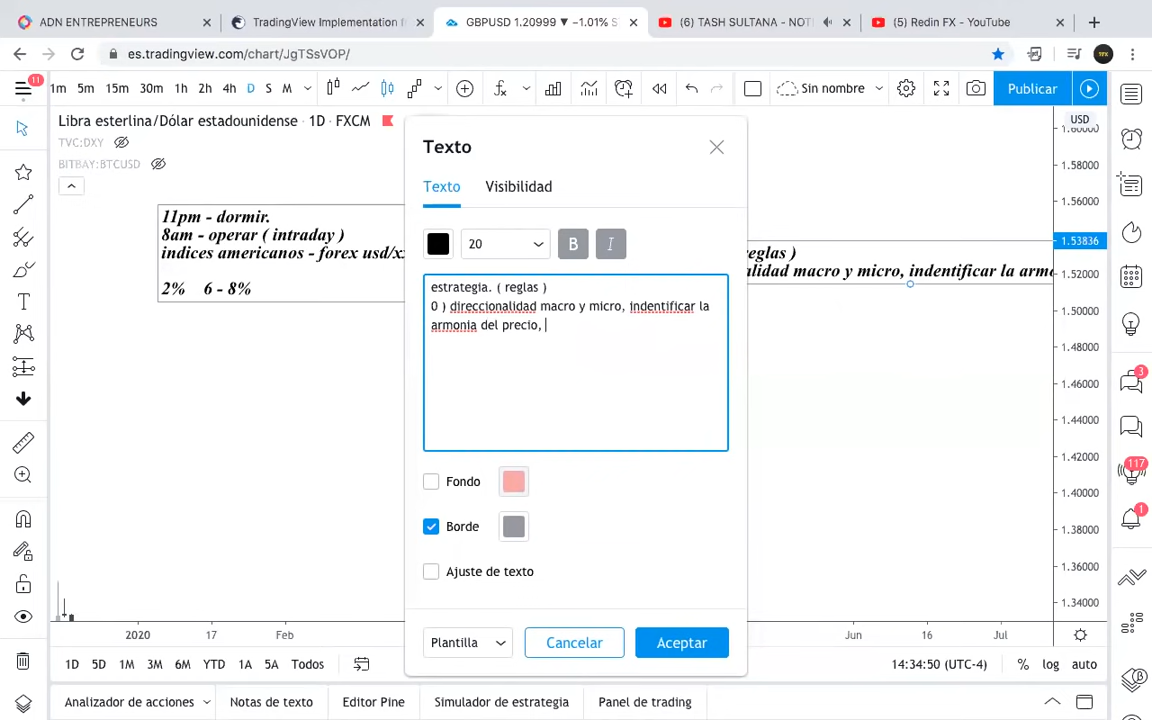 ADN ENTREPRENEURS
TradingView Implementation
GBPUSD 1.20999 ▼ −1.01% S
(6) TASH SULTANA - NOT
(5) Redin FX - YouTube
es.tradingview.com/chart/JgTSsVOP/
11
1m 5m 15m 30m 1h 2h 4h D S M
Sin nombre
Publicar
Libra esterlina/Dólar estadounidense · 1D · FXCM
TVC:DXY
BITBAY:BTCUSD
11pm - dormir.
8am - operar ( intraday )
indices americanos - forex usd/xx
2% 6 - 8%
Texto
Texto Visibilidad
20 B I
estrategia. ( reglas )
0 ) direccionalidad macro y micro, indentificar la
armonia del precio,
Fondo
Borde
Ajuste de texto
Plantilla
Cancelar
Aceptar
reglas )
alidad macro y micro, indentificar la armo
USD
1.60000
1.58000
1.56000
1.53836
1.52000
1.50000
1.48000
1.46000
1.44000
1.42000
1.40000
1.38000
1.36000
1.34000
3
117
1
2020 17 Feb Jun 16 Jul
1D 5D 1M 3M 6M YTD 1A 5A Todos
14:34:50 (UTC-4) % log auto
Analizador de acciones
Notas de texto
Editor Pine
Simulador de estrategia
Panel de trading